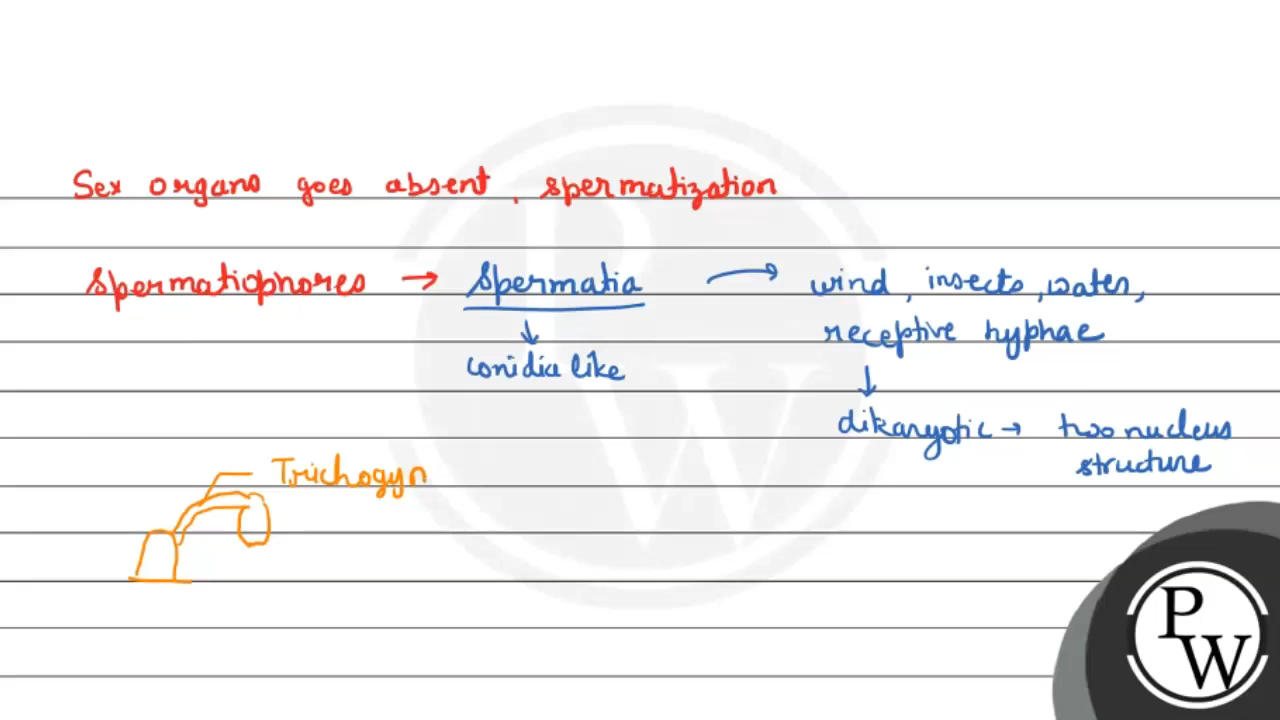 Sex organs goes absent, spermatization
spermatiophores → spermatia → wind, insects, water,
receptive hyphae
↓ conidia like
↓
dikaryotic → two nucleus
structure
Trichogyn
PW
PW